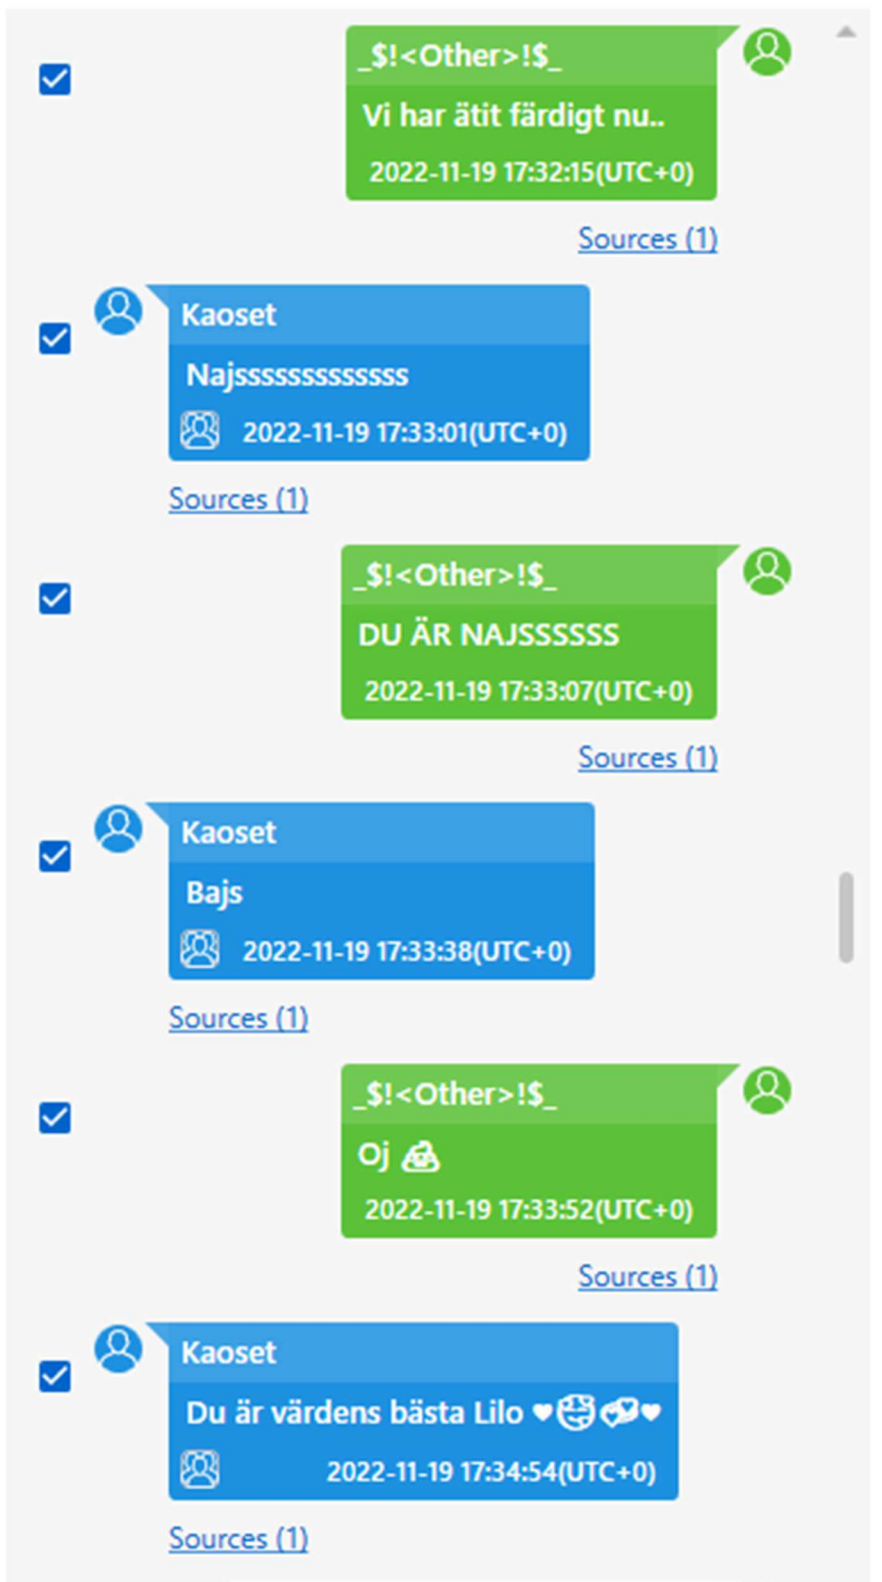 _$!<Other>!$_
Vi har ätit färdigt nu..
2022-11-19 17:32:15(UTC+0)
Sources (1)
Kaoset
Najsssssssssssss
2022-11-19 17:33:01(UTC+0)
Sources (1)
_$!<Other>!$_
DU ÄR NAJSSSSSS
2022-11-19 17:33:07(UTC+0)
Sources (1)
Kaoset
Bajs
2022-11-19 17:33:38(UTC+0)
Sources (1)
_$!<Other>!$_
Oj 💩
2022-11-19 17:33:52(UTC+0)
Sources (1)
Kaoset
Du är värdens bästa Lilo ♥🥰💞♥
2022-11-19 17:34:54(UTC+0)
Sources (1)